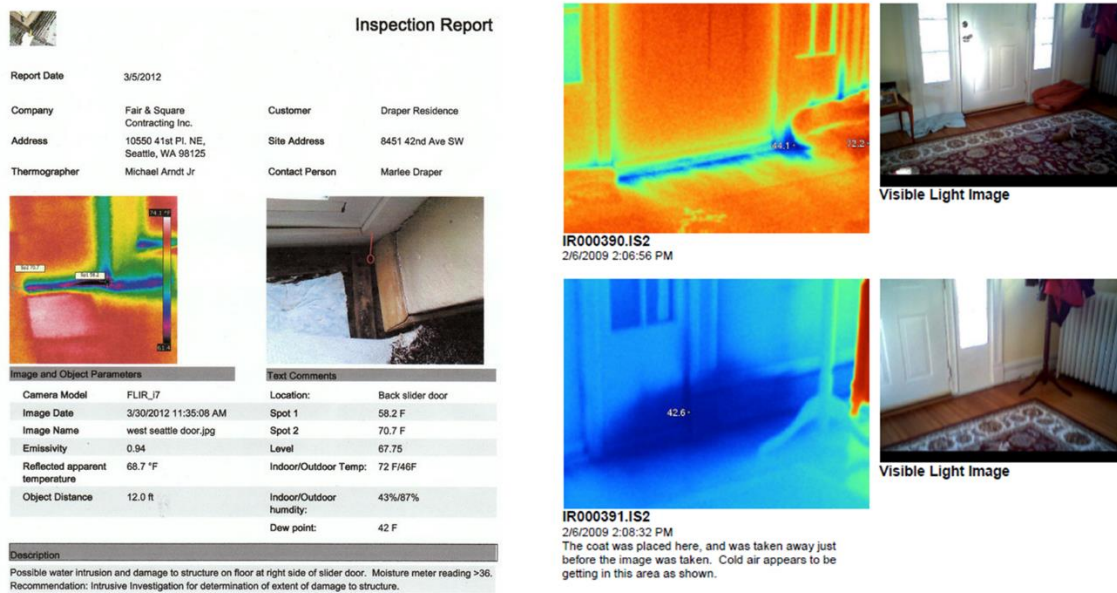 Inspection Report
Report Date 3/5/2012
Company Fair & Square Contracting Inc. Customer Draper Residence
Address 10550 41st Pl. NE, Seattle, WA 98125 Site Address 8451 42nd Ave SW
Thermographer Michael Arndt Jr Contact Person Marlee Draper
Image and Object Parameters Text Comments
Camera Model FLIR_i7 Location: Back slider door
Image Date 3/30/2012 11:35:08 AM Spot 1 58.2 F
Image Name west seattle door.jpg Spot 2 70.7 F
Emissivity 0.94 Level 67.75
Reflected apparent temperature 68.7 °F Indoor/Outdoor Temp: 72 F/46F
Object Distance 12.0 ft Indoor/Outdoor humdity: 43%/87%
Dew point: 42 F
Description
Possible water intrusion and damage to structure on floor at right side of slider door. Moisture meter reading >36.
Recommendation: Intrusive Investigation for determination of extent of damage to structure.
44.1
72.2
Visible Light Image
IR000390.IS2
2/6/2009 2:06:56 PM
42.6
Visible Light Image
IR000391.IS2
2/6/2009 2:08:32 PM
The coat was placed here, and was taken away just
before the image was taken. Cold air appears to be
getting in this area as shown.